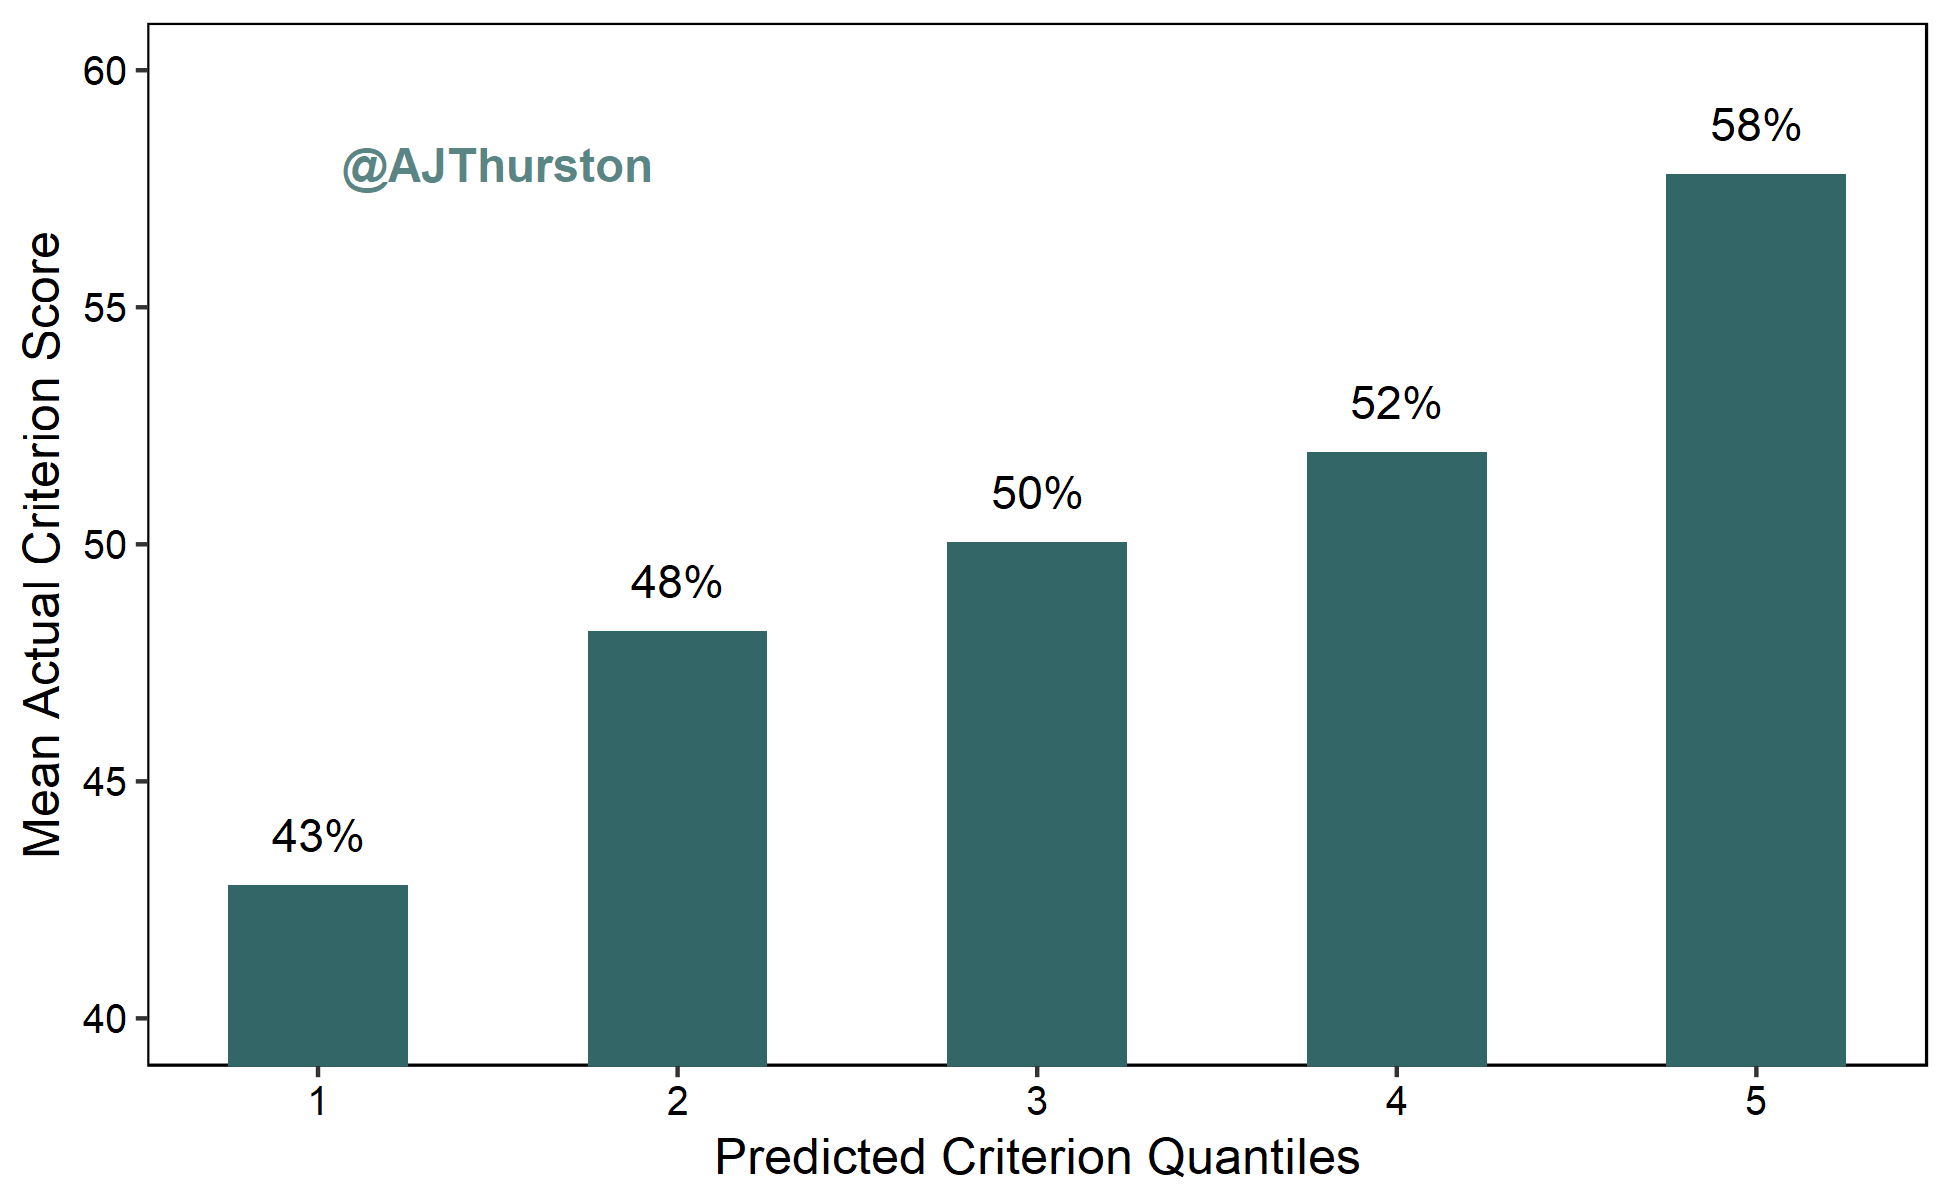 60
@AJThurston
58%
55
52%
50%
50
48%
45
43%
40
Mean Actual Criterion Score
1 2 3 4 5
Predicted Criterion Quantiles